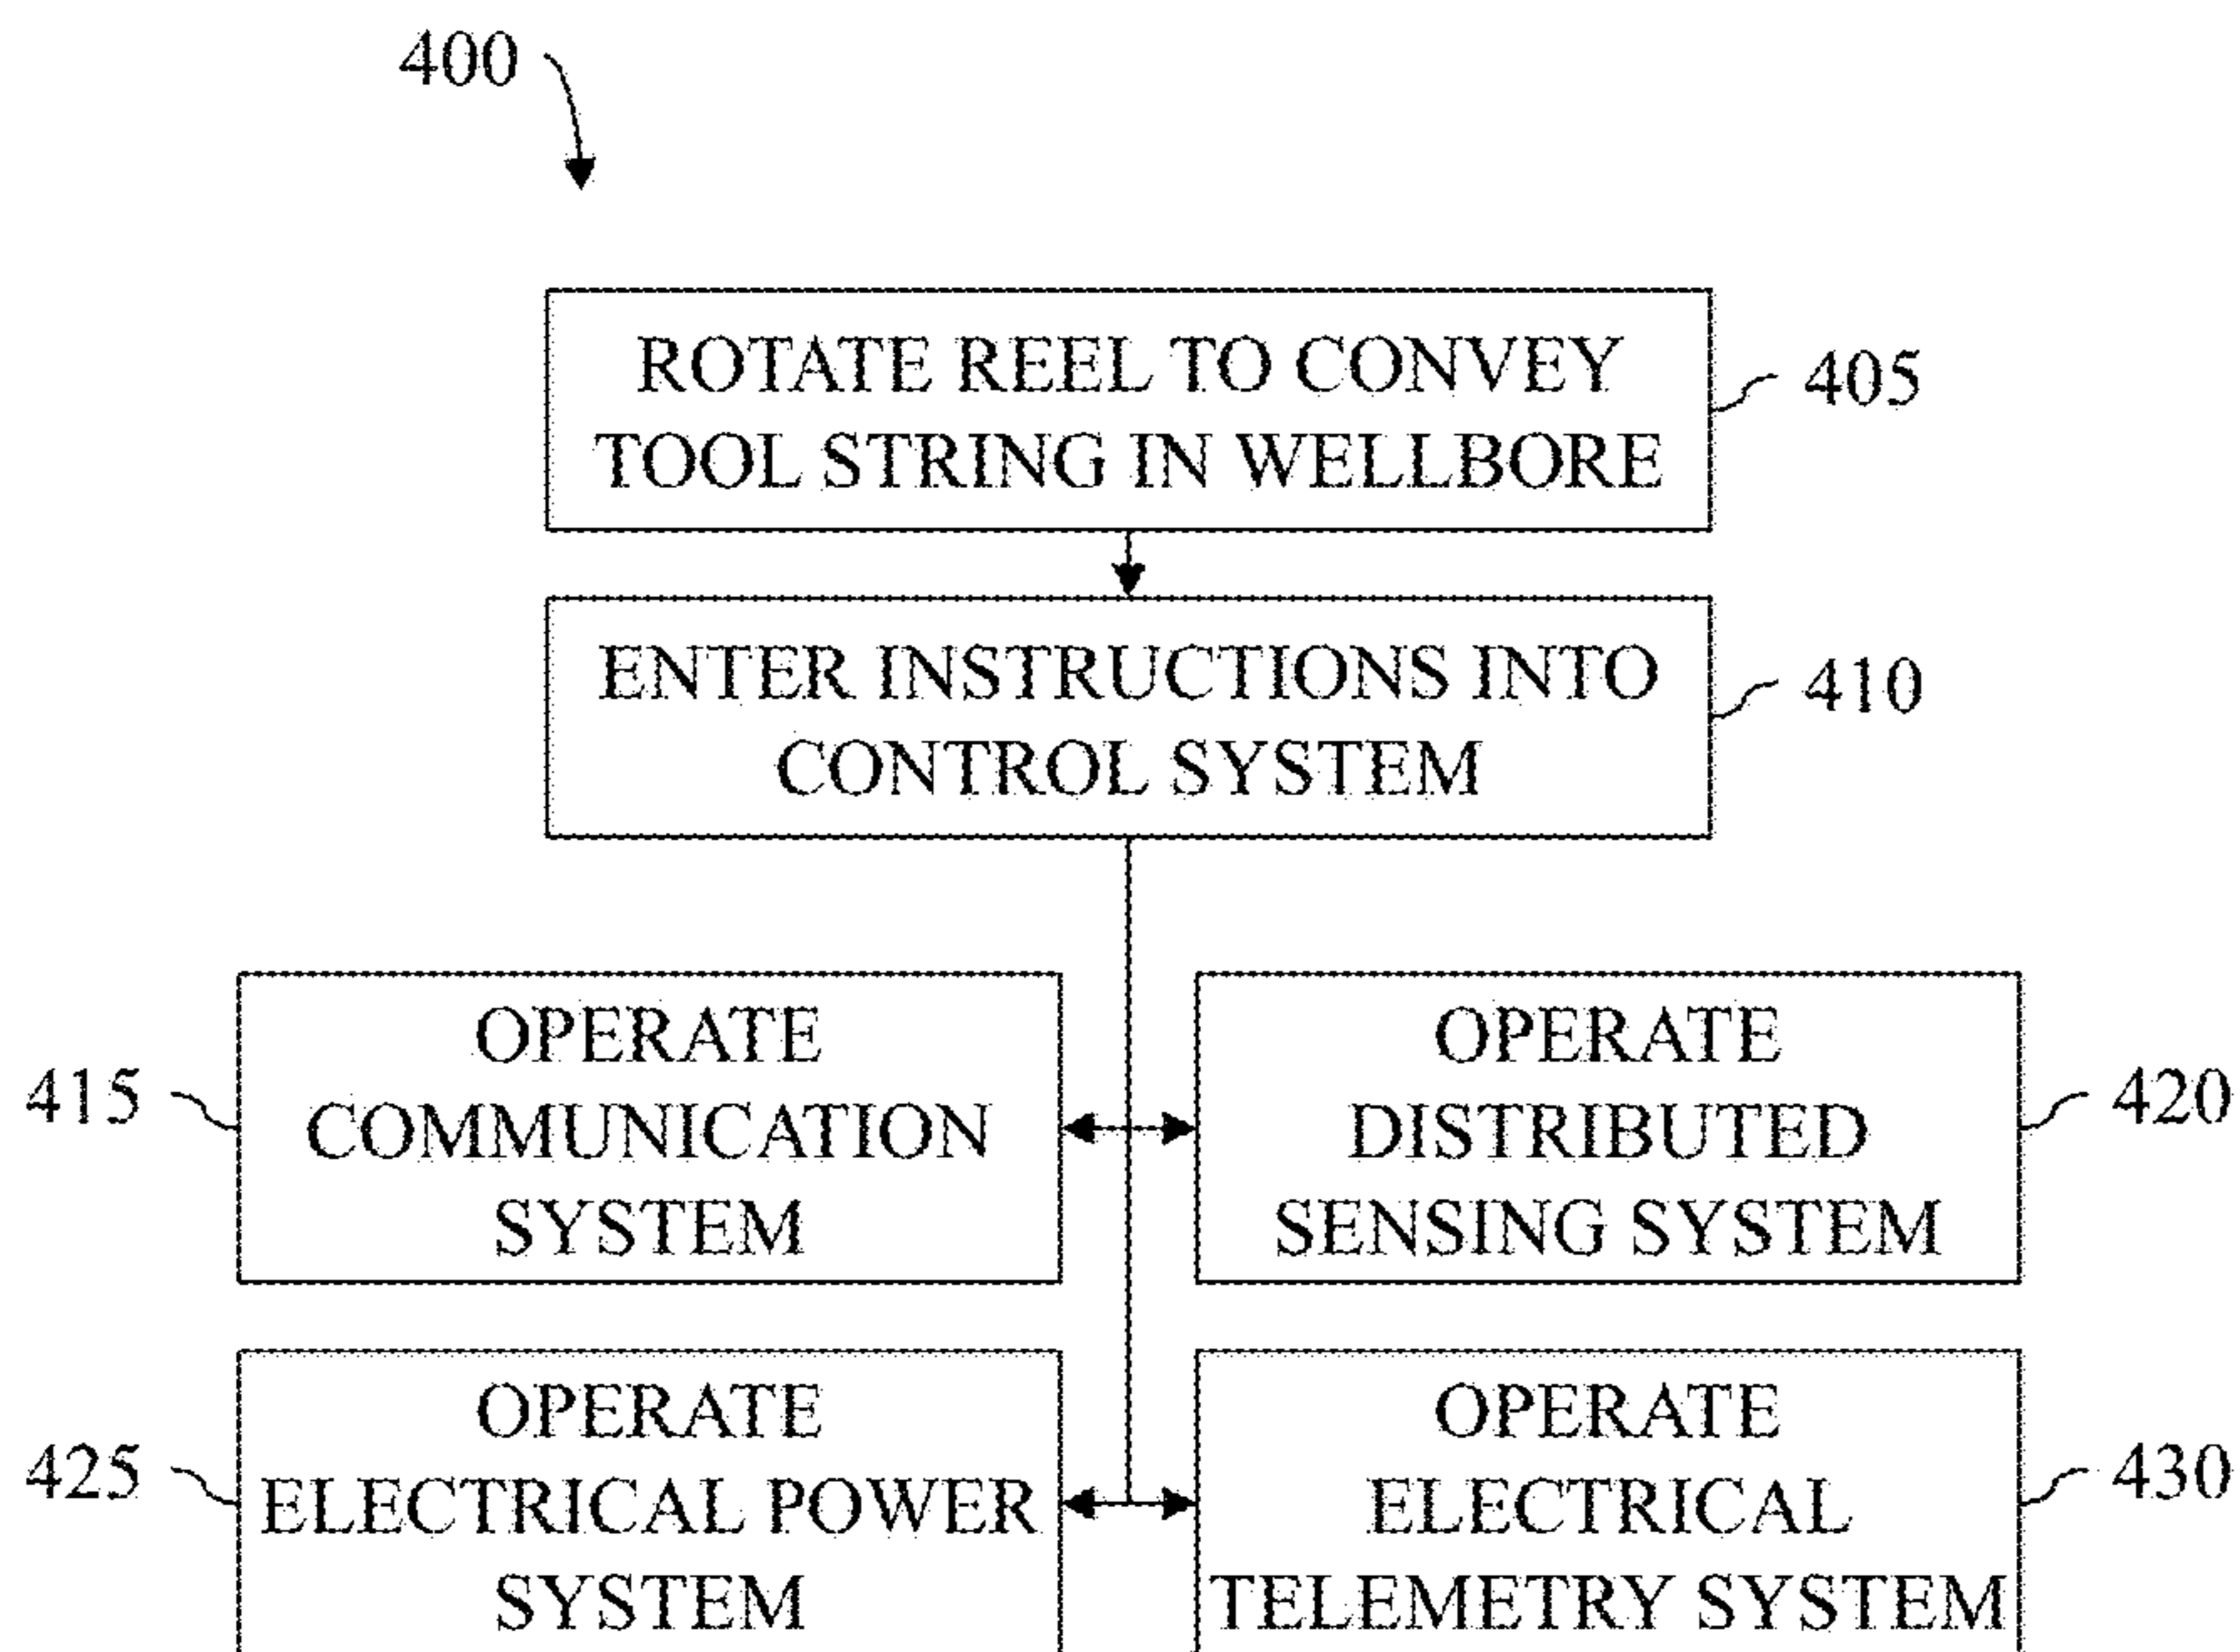 400
ROTATE REEL TO CONVEY
TOOL STRING IN WELLBORE
405
ENTER INSTRUCTIONS INTO
CONTROL SYSTEM
410
415
OPERATE
COMMUNICATION
SYSTEM
OPERATE
DISTRIBUTED
SENSING SYSTEM
420
425
OPERATE
ELECTRICAL POWER
SYSTEM
OPERATE
ELECTRICAL
TELEMETRY SYSTEM
430